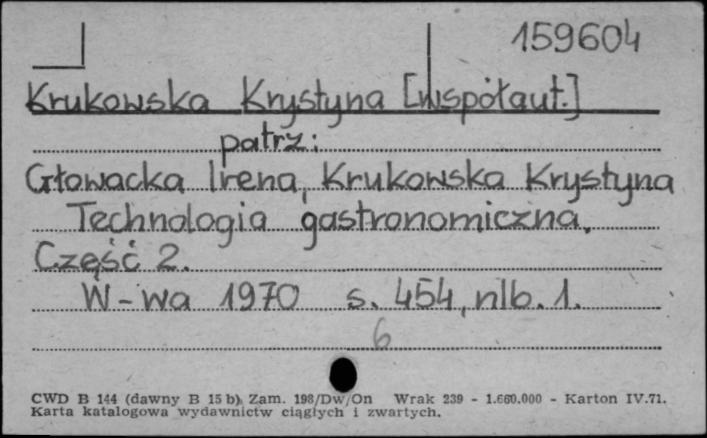 159604
Krukowska Krystyna [współaut.]
patrz:
Głowacka Irena, Krukowska Krystyna
Technologia gastronomiczna.
Część 2.
W-wa 1970 s. 454, nlb. 1.
6
CWD B 144 (dawny B 15 b). Zam. 198/Dw/On Wrak 239 - 1.660.000 - Karton IV.71.
Karta katalogowa wydawnictw ciągłych i zwartych.